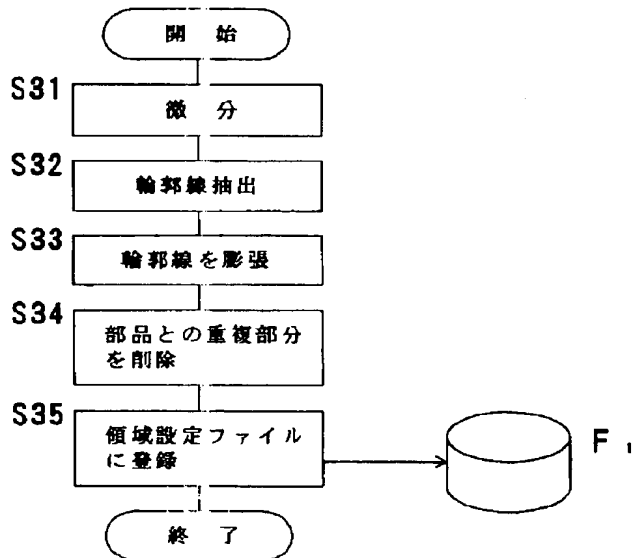 開始
S31
微分
S32
輪郭線抽出
S33
輪郭線を膨張
S34
部品との重複部分
を削除
S35
領域設定ファイル
に登録
F
終了